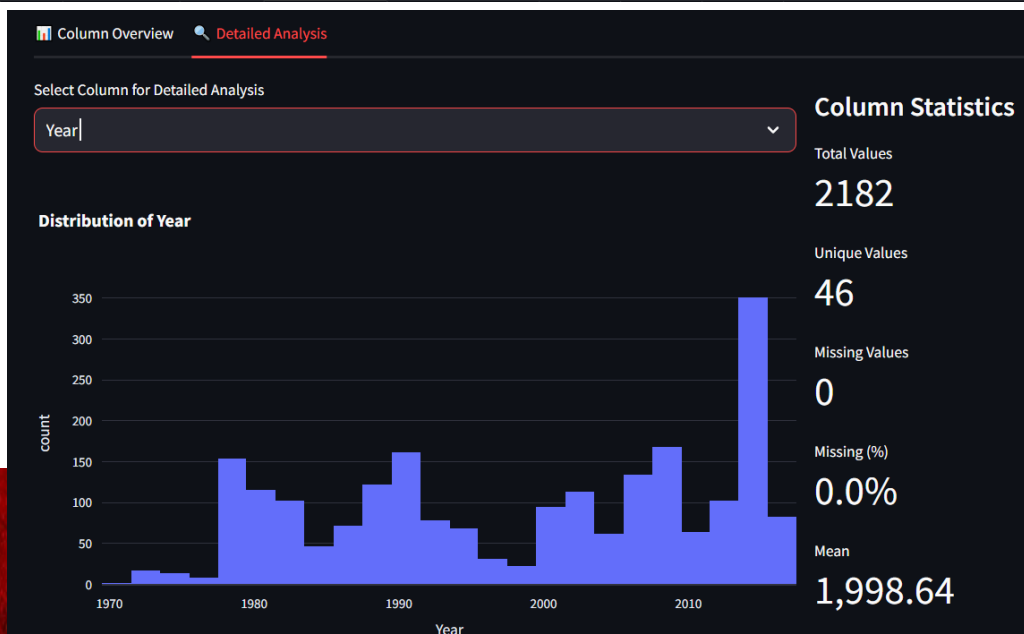 📊 Column Overview 🔍 Detailed Analysis
Select Column for Detailed Analysis
Year
Distribution of Year
350
300
250
200
150
100
50
0
count
1970 1980 1990 2000 2010
Year
Column Statistics
Total Values
2182
Unique Values
46
Missing Values
0
Missing (%)
0.0%
Mean
1,998.64